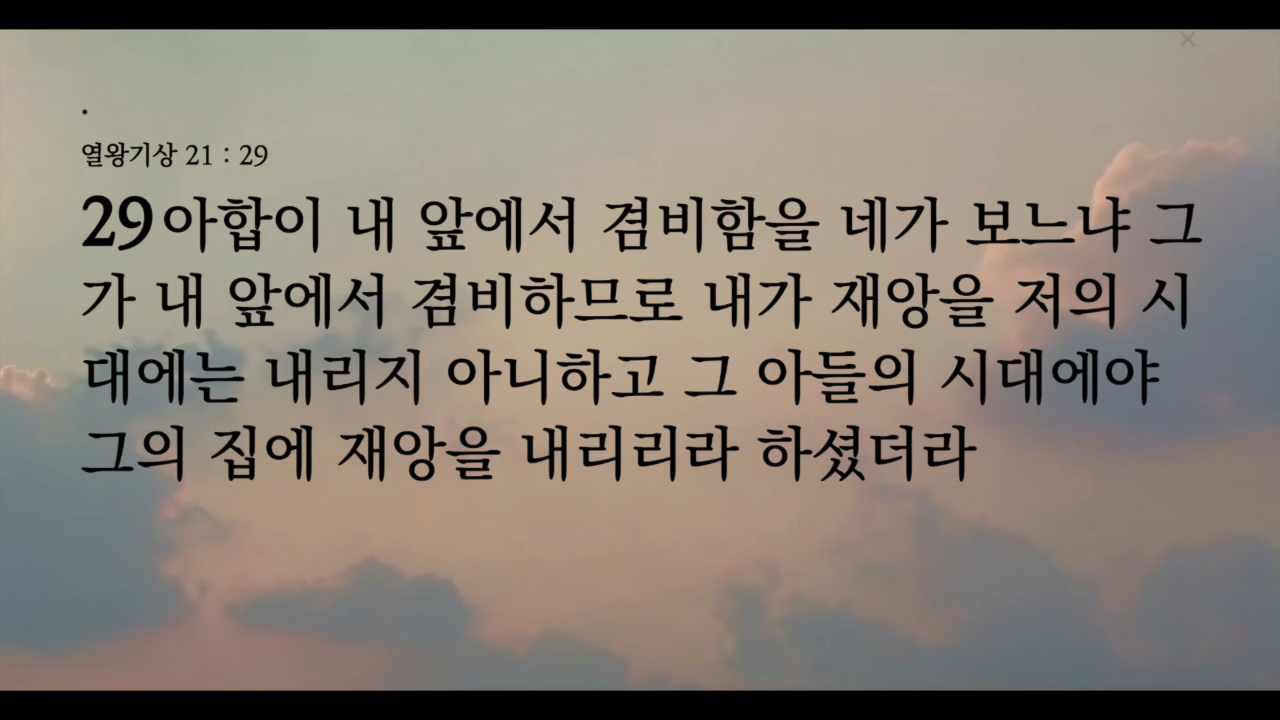 .
열왕기상 21 : 29
29 아합이 내 앞에서 겸비함을 네가 보느냐 그
가 내 앞에서 겸비하므로 내가 재앙을 저의 시
대에는 내리지 아니하고 그 아들의 시대에야
그의 집에 재앙을 내리리라 하셨더라